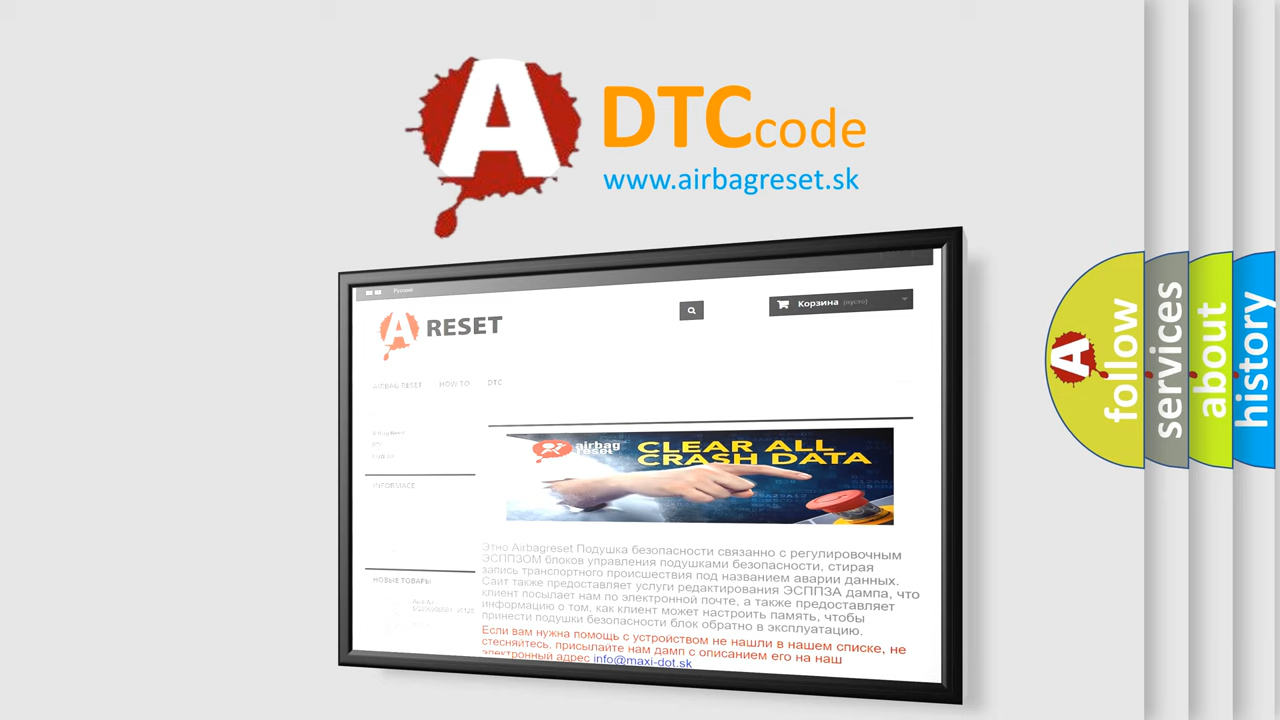 A
DTCcode
www.airbagreset.sk
Русский
A RESET
Корзина (пусто)
AIRBAG RESET HOW TO DTC
INFORMACE
airbag
reset
CLEAR ALL
CRASH DATA
Этно Airbagreset Подушка безопасности связанно с регулировочным
ЭСППЗОМ блоков управления подушками безопасности, стирая
запись транспортного происшествия под названием аварии данных.
Сайт также предоставляет услуги редактирования ЭСППЗА дампа, что
клиент посылает нам по электронной почте, а также предоставляет
информацию о том, как клиент может настроить память, чтобы
принести подушки безопасности блок обратно в эксплуатацию.
Если вам нужна помощь с устройством не нашли в нашем списке, не
стесняйтесь, присылайте нам дамп с описанием его на наш
электронный адрес info@maxi-dot.sk
НОВЫЕ ТОВАРЫ
A
follow
services
about
history